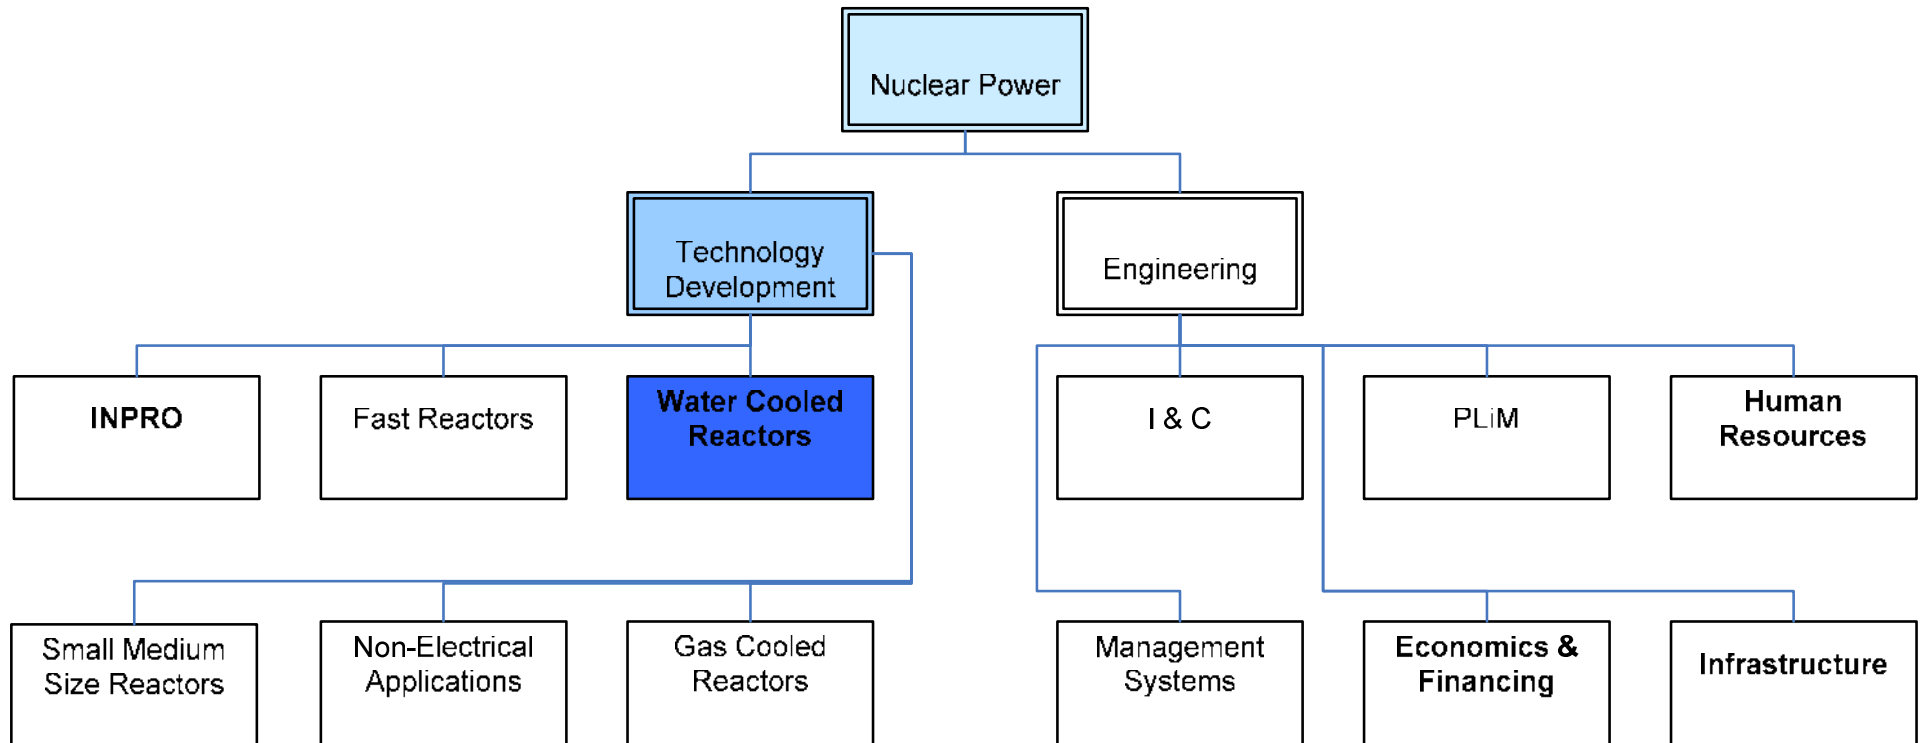 Nuclear Power
Technology
Development
Engineering
INPRO
Fast Reactors
Water Cooled
Reactors
I & C
PLiM
Human
Resources
Small Medium
Size Reactors
Non-Electrical
Applications
Gas Cooled
Reactors
Management
Systems
Economics &
Financing
Infrastructure